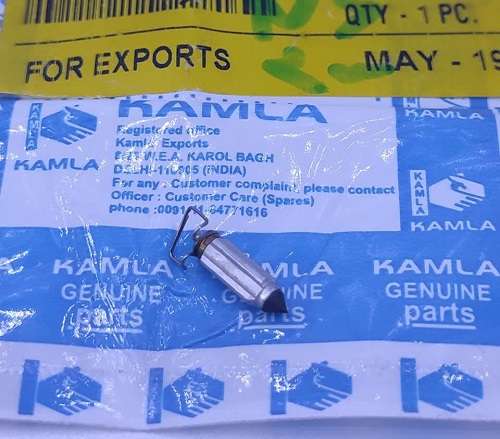 QTY - 1 PC.
FOR EXPORTS
MAY - 19
KAMLA
Registered office
Kamla Exports
W.E.A. KAROL BAGH
(INDIA)
For any : Customer complaint, please contact
Officer : Customer Care (Spares)
phone :
KAMLA
KAMLA
KAMLA
KAMLA
GENUINE
parts
KAMLA
KAMLA
GENUINE
parts
KAMLA
KAMLA
GENUINE
parts